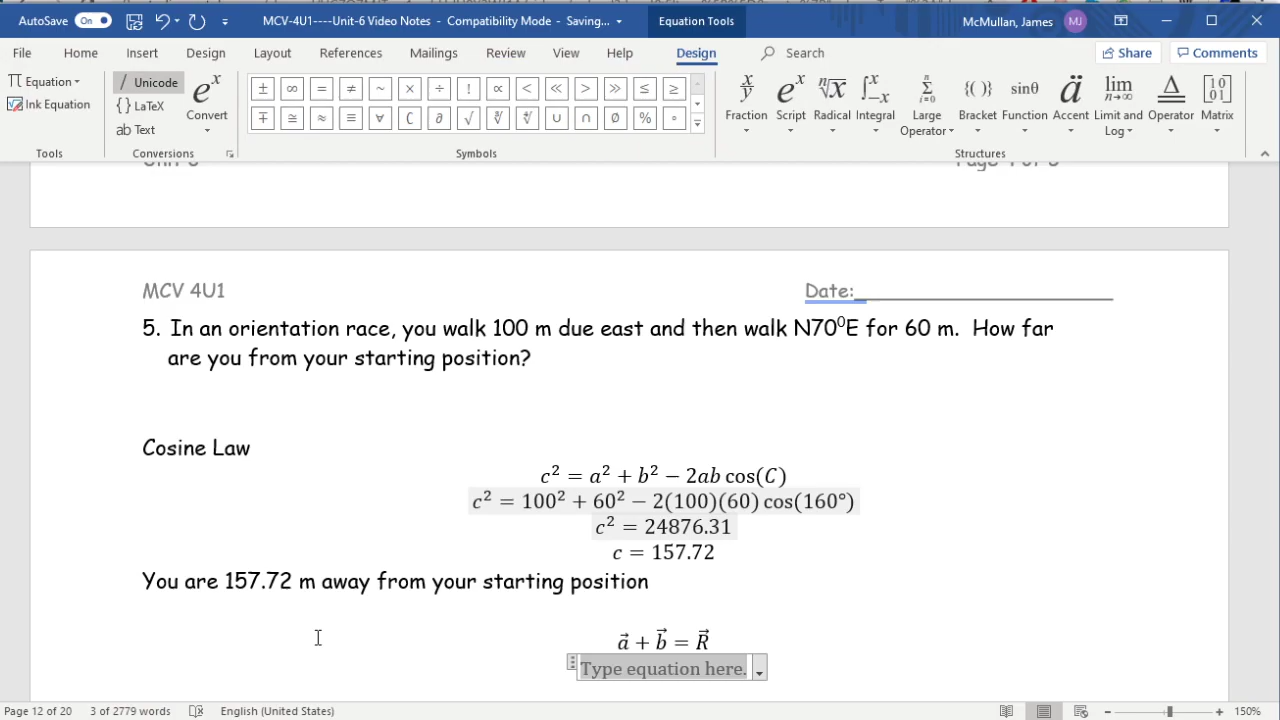 AutoSave On MCV-4U1----Unit-6 Video Notes - Compatibility Mode - Saving... Equation Tools McMullan, James MJ
File Home Insert Design Layout References Mailings Review View Help Design Search Share Comments
Equation Unicode
Ink Equation {} LaTeX
ab Text
e^x Convert
± ∞ = ≠ ~ × ÷ ! ∝ < ≪ > ≫ ≤ ≥
∓ ≅ ≈ ≡ ∀ ∁ ∂ √ ∛ ∜ ∪ ∩ ∅ % °
Fraction Script Radical Integral Large Operator Bracket Function Accent Limit and Log Operator Matrix
Tools Conversions Symbols Structures
MCV 4U1 Date:
5. In an orientation race, you walk 100 m due east and then walk N70⁰E for 60 m. How far
are you from your starting position?
Cosine Law
c² = a² + b² − 2ab cos(C)
c² = 100² + 60² − 2(100)(60) cos(160°)
c² = 24876.31
c = 157.72
You are 157.72 m away from your starting position
a⃗ + b⃗ = R⃗
Type equation here.
Page 12 of 20 3 of 2779 words English (United States) 150%